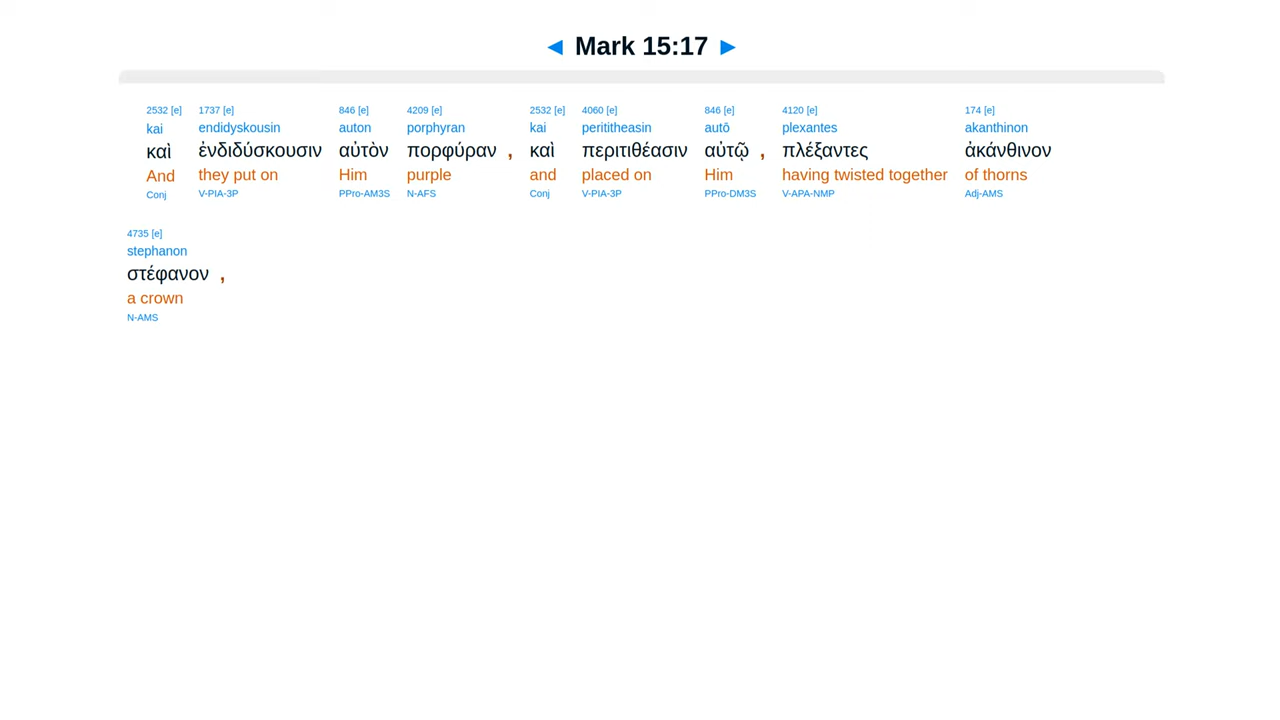 ◄ Mark 15:17 ►
2532 [e] 1737 [e] 846 [e] 4209 [e] 2532 [e] 4060 [e] 846 [e] 4120 [e] 174 [e]
kai endidyskousin auton porphyran kai perititheasin autō plexantes akanthinon
καὶ ἐνδιδύσκουσιν αὐτὸν πορφύραν , καὶ περιτιθέασιν αὐτῷ , πλέξαντες ἀκάνθινον
And they put on Him purple and placed on Him having twisted together of thorns
Conj V-PIA-3P PPro-AM3S N-AFS Conj V-PIA-3P PPro-DM3S V-APA-NMP Adj-AMS
4735 [e]
stephanon
στέφανον ,
a crown
N-AMS